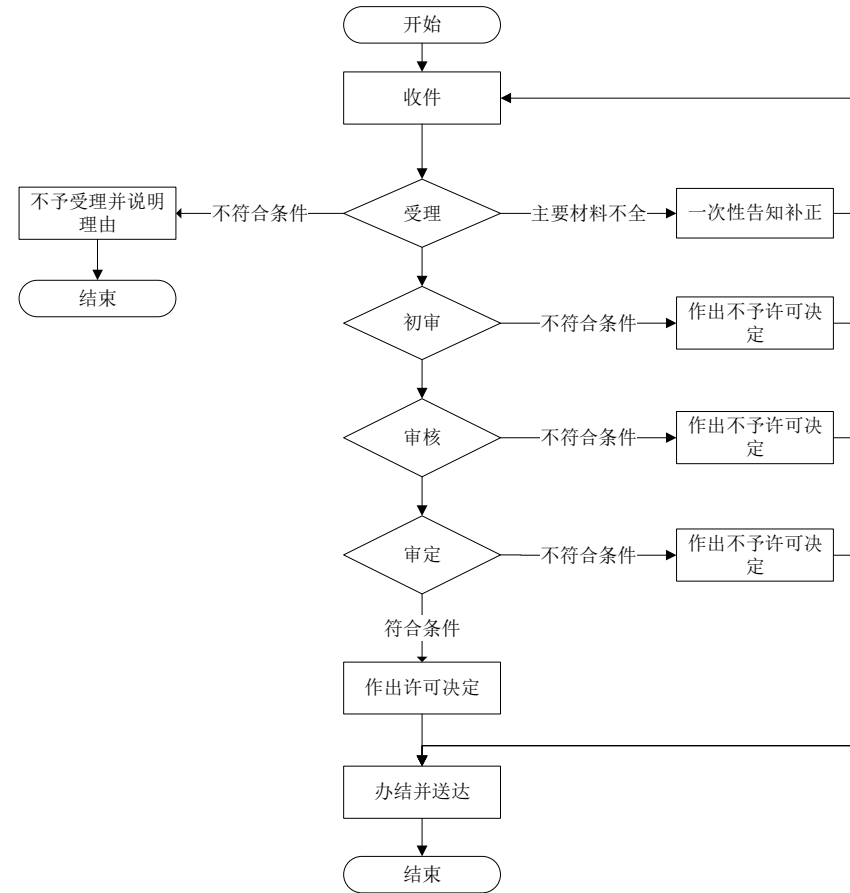 开始
收件
不予受理并说明
理由
不符合条件
受理
主要材料不全
一次性告知补正
结束
初审
不符合条件
作出不予许可决
定
审核
不符合条件
作出不予许可决
定
审定
不符合条件
作出不予许可决
定
符合条件
作出许可决定
办结并送达
结束